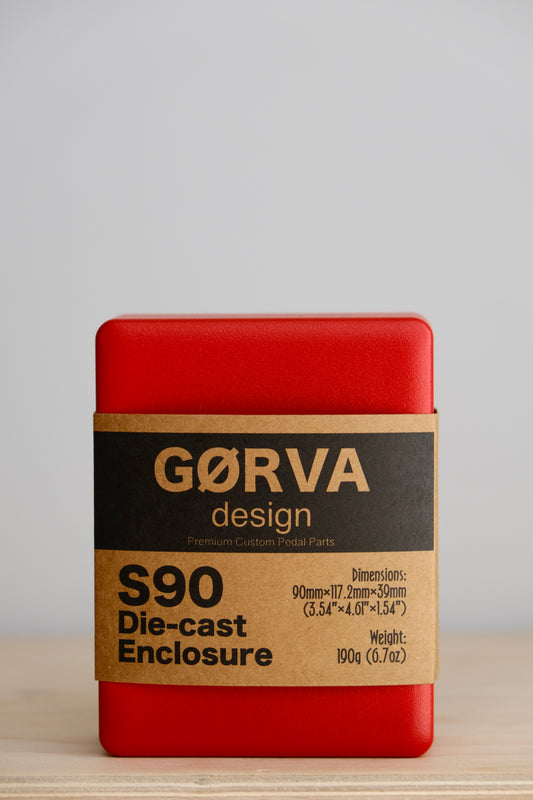 GØRVA
design
Premium Custom Pedal Parts
S90
Die-cast
Enclosure
Dimensions:
90mm×117.2mm×39mm
(3.54"×4.61"×1.54")
Weight:
190g (6.7oz)